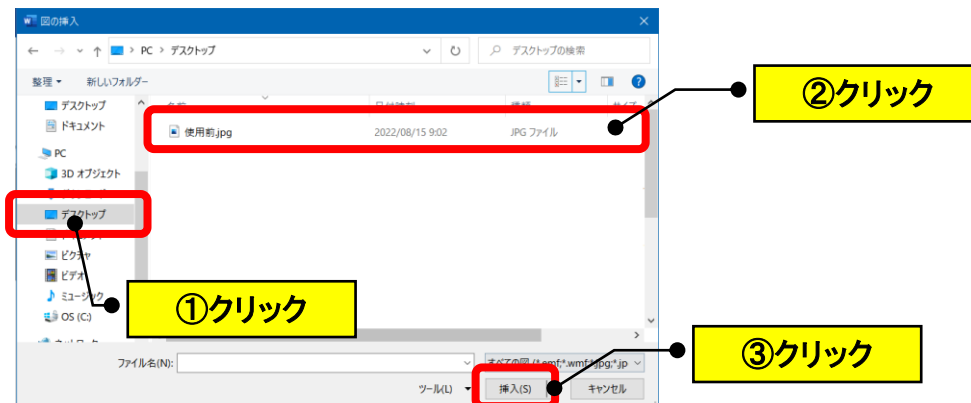 図の挿入
PC > デスクトップ
デスクトップの検索
整理
新しいフォルダー
デスクトップ
ドキュメント
PC
3D オブジェクト
デスクトップ
ピクチャ
ビデオ
ミュージック
OS (C:)
使用前.jpg 2022/08/15 9:02 JPG ファイル
②クリック
①クリック
ファイル名(N):
すべての図 (*.emf;*.wmf;*.jpg;*.jp
③クリック
ツール(L) 挿入(S) キャンセル